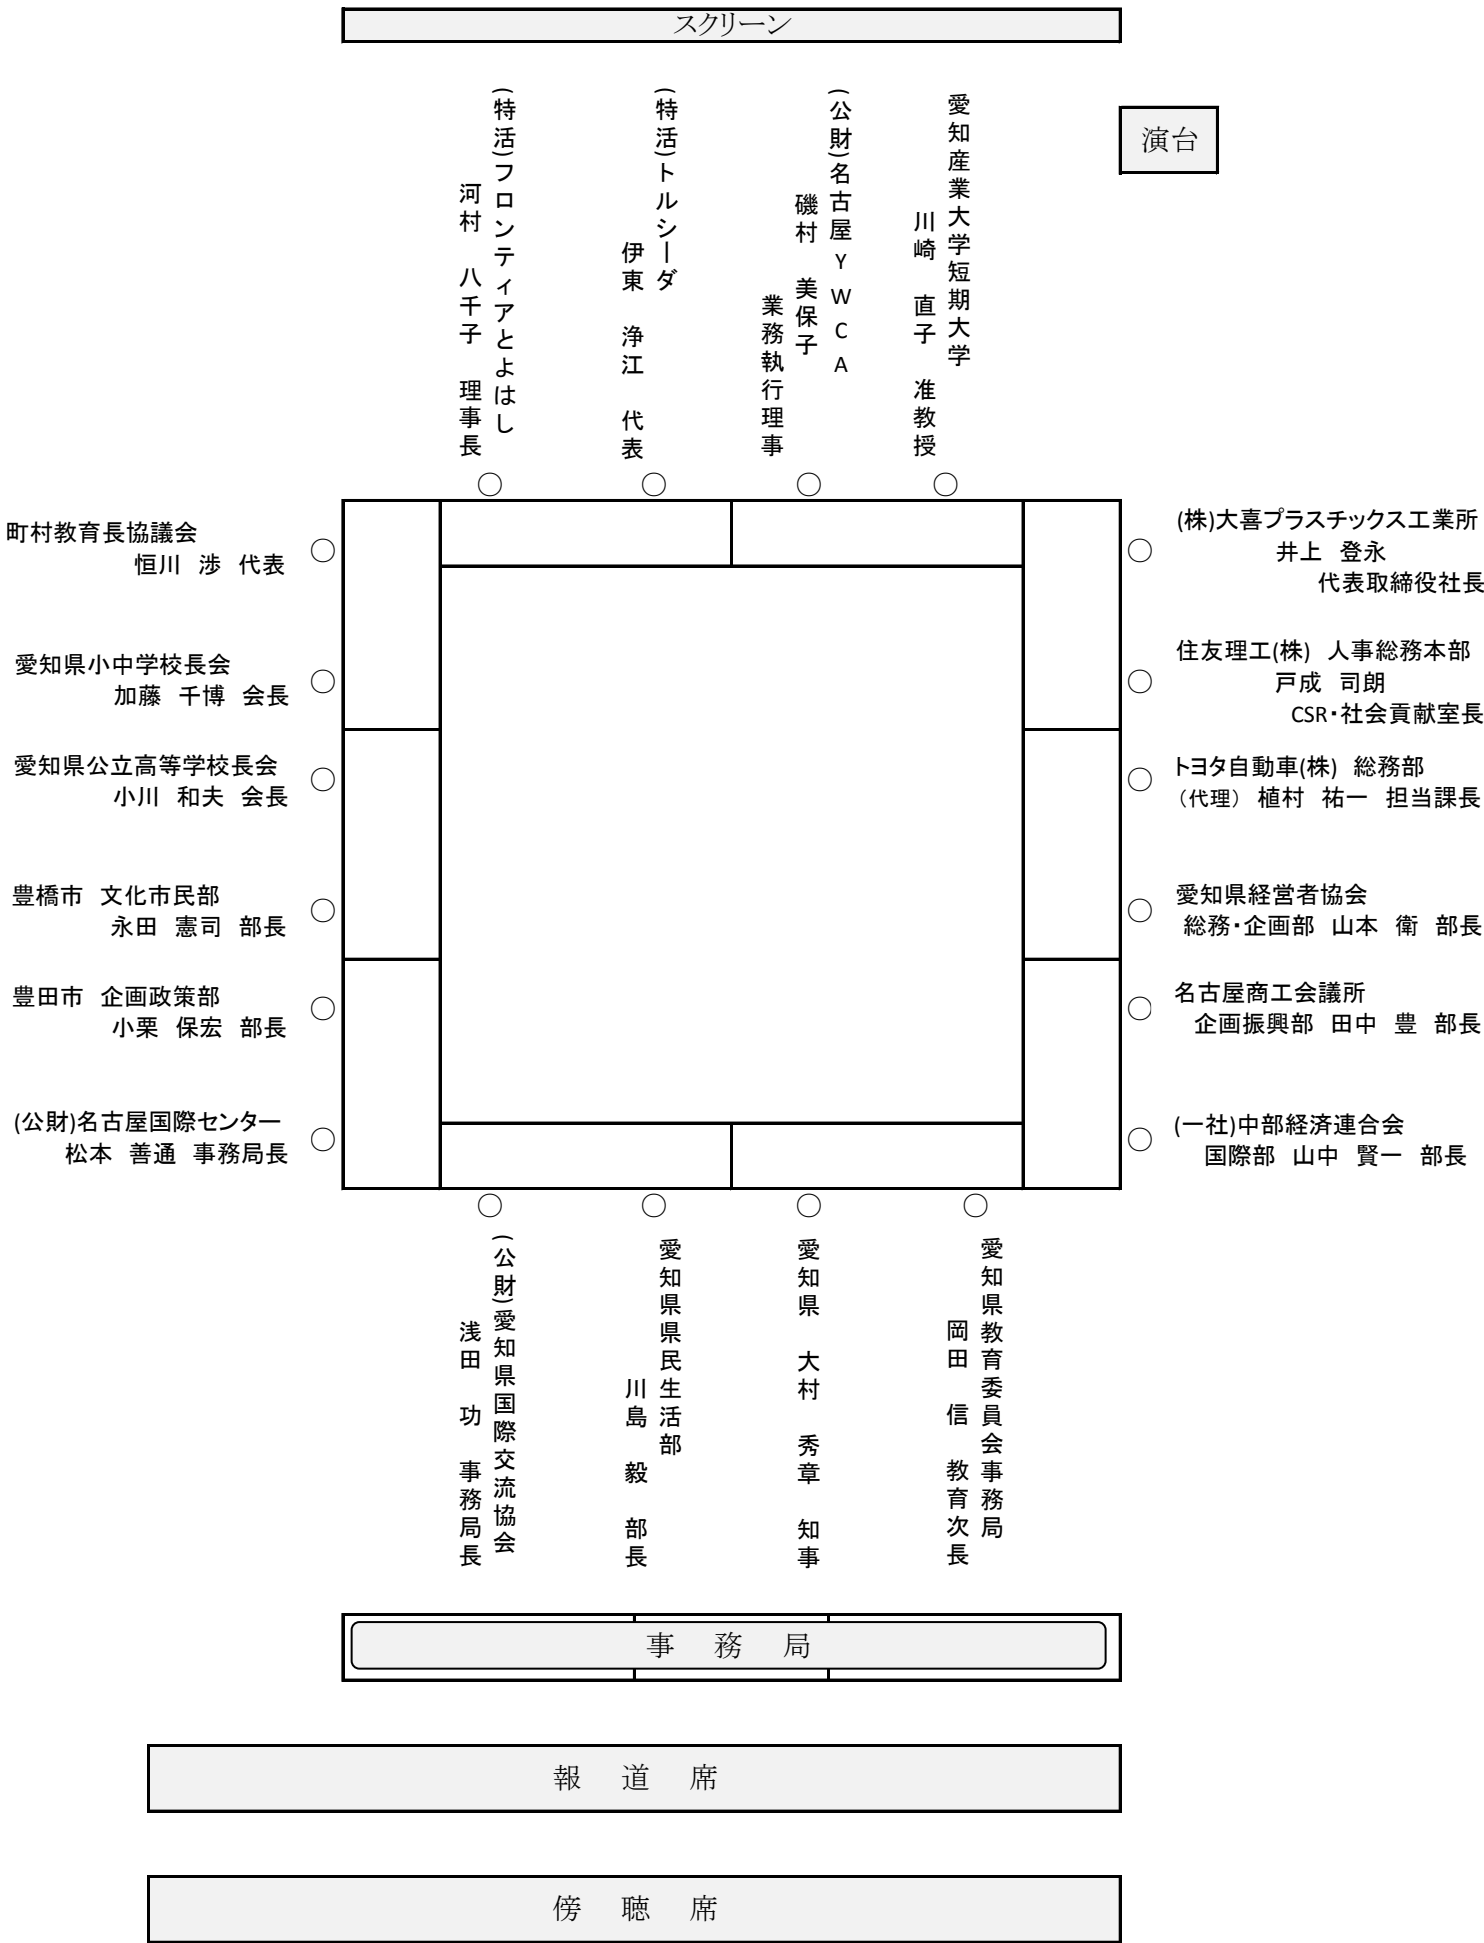 スクリーン
演台
愛知産業大学短期大学
川崎　直子　准教授
(公財)名古屋ＹＷＣＡ
磯村　美保子
業務執行理事
(特活)トルシーダ
伊東　浄江　代表
(特活)フロンティアとよはし
河村　八千子　理事長
町村教育長協議会
恒川　渉　代表
愛知県小中学校長会
加藤　千博　会長
愛知県公立高等学校長会
小川　和夫　会長
豊橋市　文化市民部
永田　憲司　部長
豊田市　企画政策部
小栗　保宏　部長
(公財)名古屋国際センター
松本　善通　事務局長
(株)大喜プラスチックス工業所
井上　登永
代表取締役社長
住友理工(株)　人事総務本部
戸成　司朗
CSR・社会貢献室長
トヨタ自動車(株)　総務部
（代理）　植村　祐一　担当課長
愛知県経営者協会
総務・企画部　山本　衛　部長
名古屋商工会議所
企画振興部　田中　豊　部長
(一社)中部経済連合会
国際部　山中　賢一　部長
愛知県教育委員会事務局
岡田　信　教育次長
愛知県　大村　秀章　知事
愛知県県民生活部
川島　毅　部長
(公財)愛知県国際交流協会
浅田　功　事務局長
事　務　局
報　道　席
傍　聴　席